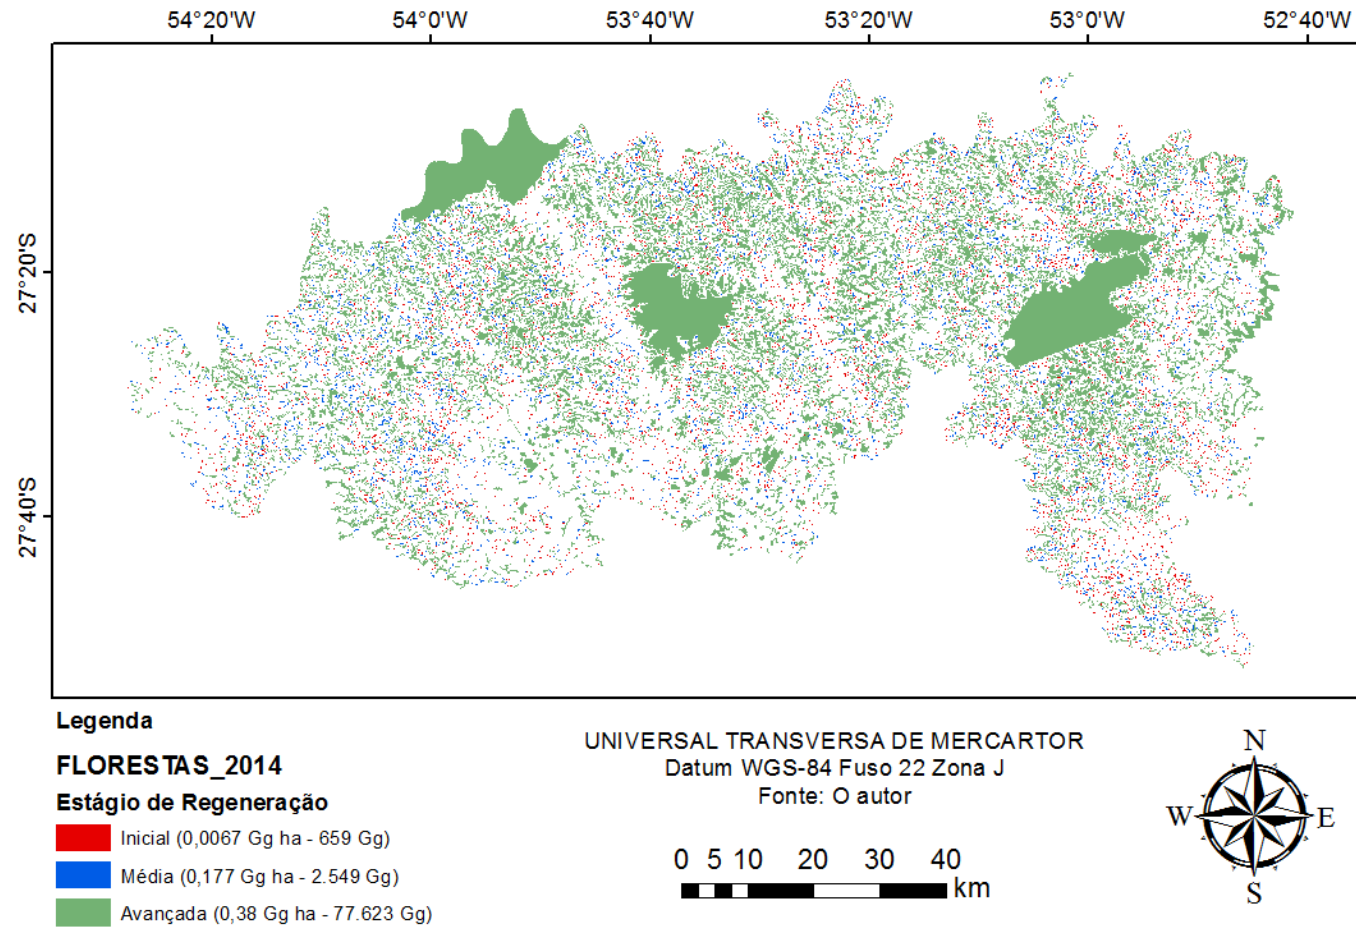 54°20'W 54°0'W 53°40'W 53°20'W 53°0'W 52°40'W
27°20'S
27°40'S
Legenda
FLORESTAS_2014
Estágio de Regeneração
Inicial (0,0067 Gg ha - 659 Gg)
Média (0,177 Gg ha - 2.549 Gg)
Avançada (0,38 Gg ha - 77.623 Gg)
UNIVERSAL TRANSVERSA DE MERCARTOR
Datum WGS-84 Fuso 22 Zona J
Fonte: O autor
0 5 10 20 30 40
km
N
W E
S